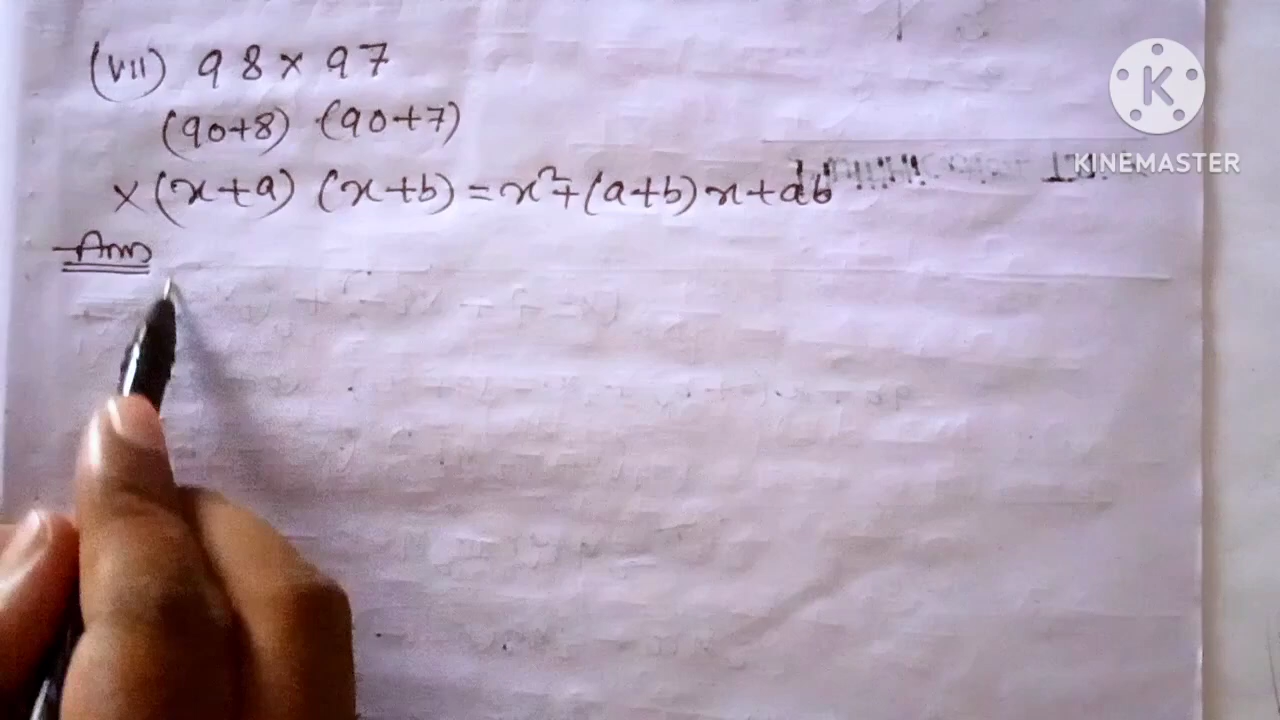 (VII) 98 × 97
(90+8) (90+7)
× (x+a) (x+b) = x²+(a+b)x+ab
Ans
K
KINEMASTER